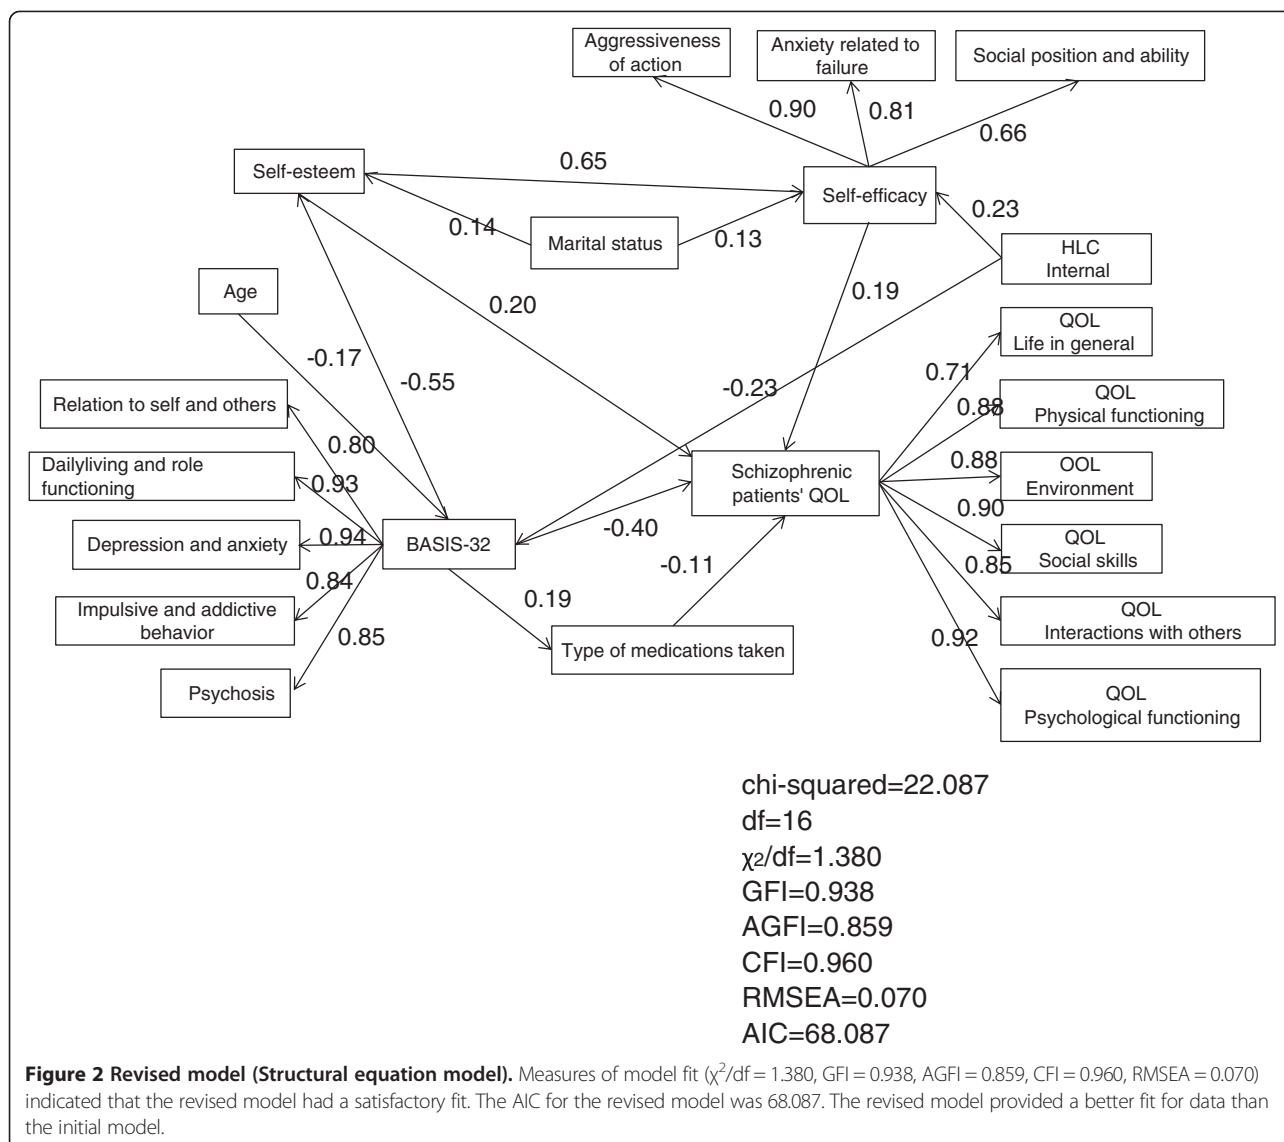 Aggressiveness
of action
Anxiety related to
failure
Social position and ability
0.90
0.81
0.66
Self-esteem
0.65
Self-efficacy
0.14
Marital status
0.13
0.23
HLC
Internal
Age
0.20
0.19
QOL
Life in general
-0.17
-0.55
-0.23
0.71
Relation to self and others
QOL
Physical functioning
0.88
0.80
Dailyliving and role
functioning
0.93
Schizophrenic
patients' QOL
0.88
OOL
Environment
0.90
Depression and anxiety
0.94
BASIS-32
-0.40
QOL
Social skills
0.85
-0.11
0.84
Impulsive and addictive
behavior
0.19
QOL
Interactions with others
0.85
0.92
Type of medications taken
Psychosis
QOL
Psychological functioning
chi-squared=22.087
df=16
χ2/df=1.380
GFI=0.938
AGFI=0.859
CFI=0.960
RMSEA=0.070
AIC=68.087
Figure 2 Revised model (Structural equation model). Measures of model fit (χ²/df = 1.380, GFI = 0.938, AGFI = 0.859, CFI = 0.960, RMSEA = 0.070)
indicated that the revised model had a satisfactory fit. The AIC for the revised model was 68.087. The revised model provided a better fit for data than
the initial model.